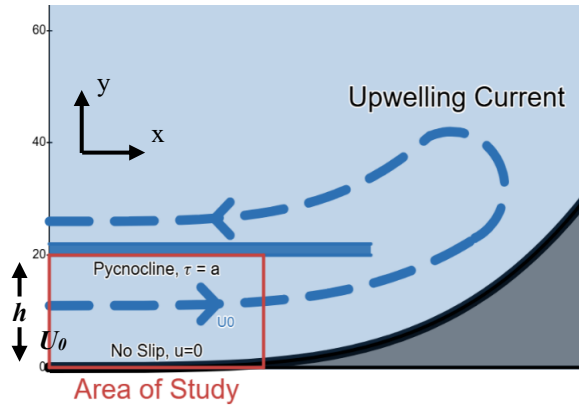 60
y
x
Upwelling Current
40
20
Pycnocline, τ = a
h
U0
U0
No Slip, u=0
0
Area of Study